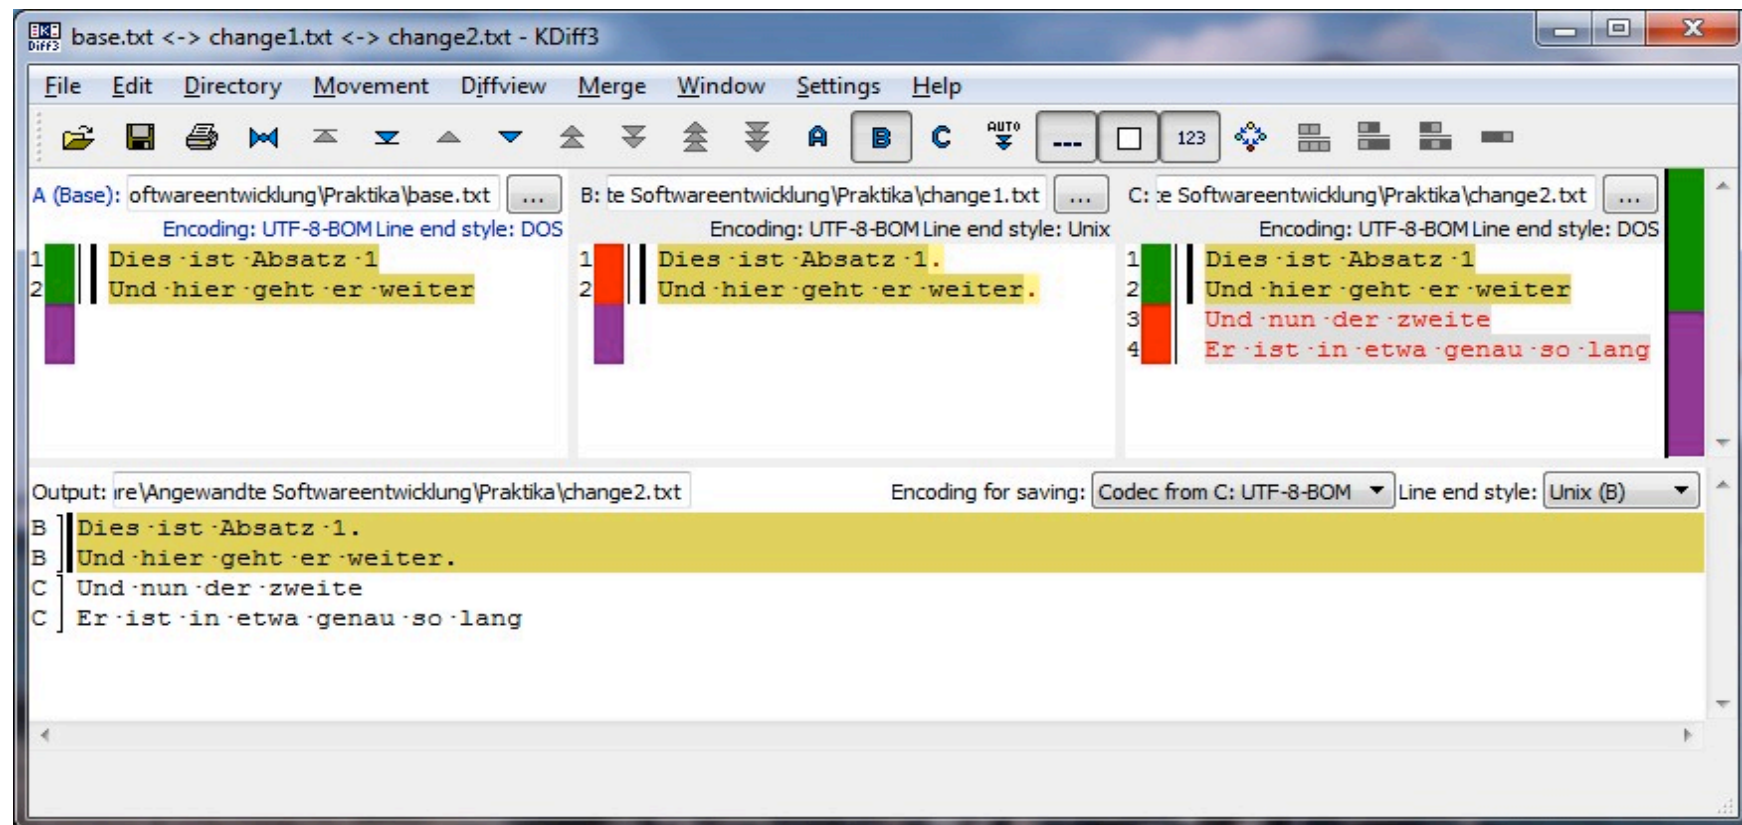 base.txt <-> change1.txt <-> change2.txt - KDiff3
File Edit Directory Movement Diffview Merge Window Settings Help
A B C AUTO 123
A (Base): oftwareentwicklung\Praktika\base.txt ...
Encoding: UTF-8-BOM Line end style: DOS
1 Dies·ist·Absatz·1
2 Und·hier·geht·er·weiter
B: te Softwareentwicklung\Praktika\change1.txt ...
Encoding: UTF-8-BOM Line end style: Unix
1 Dies·ist·Absatz·1.
2 Und·hier·geht·er·weiter.
C: te Softwareentwicklung\Praktika\change2.txt ...
Encoding: UTF-8-BOM Line end style: DOS
1 Dies·ist·Absatz·1
2 Und·hier·geht·er·weiter
3 Und·nun·der·zweite
4 Er·ist·in·etwa·genau·so·lang
Output: ire\Angewandte Softwareentwicklung\Praktika\change2.txt Encoding for saving: Codec from C: UTF-8-BOM Line end style: Unix (B)
B Dies·ist·Absatz·1.
B Und·hier·geht·er·weiter.
C Und·nun·der·zweite
C Er·ist·in·etwa·genau·so·lang